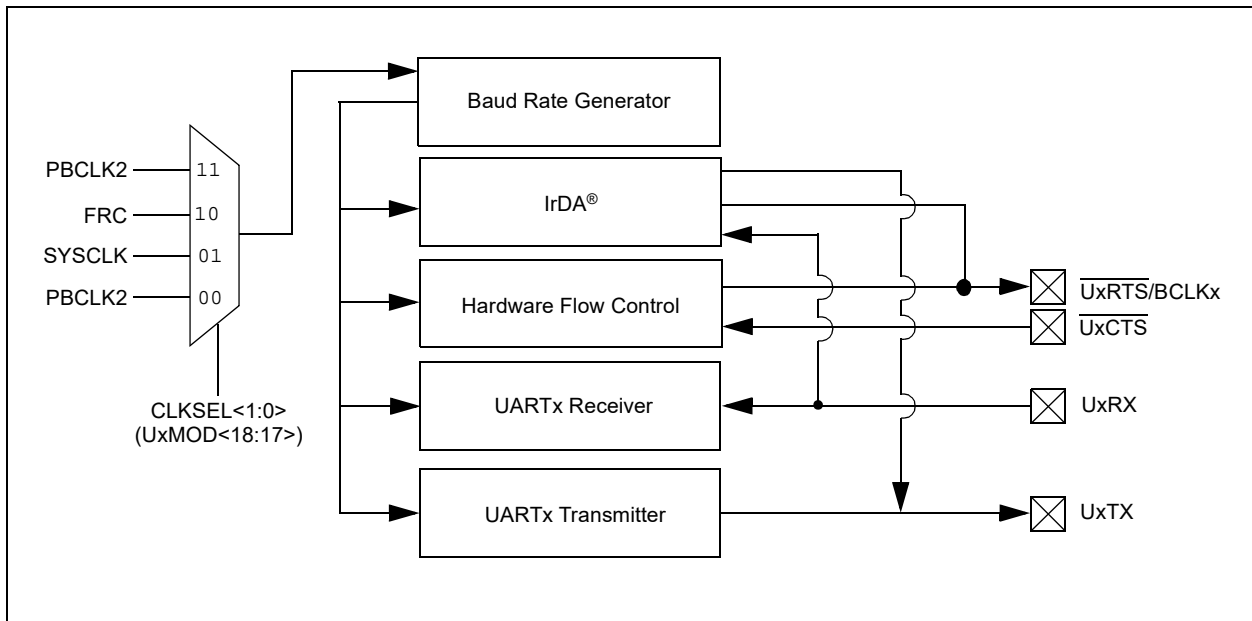 Baud Rate Generator
PBCLK2
11
IrDA®
FRC
10
SYSCLK
01
PBCLK2
00
Hardware Flow Control
UxRTS/BCLKx
UxCTS
CLKSEL<1:0>
(UxMOD<18:17>)
UARTx Receiver
UxRX
UARTx Transmitter
UxTX